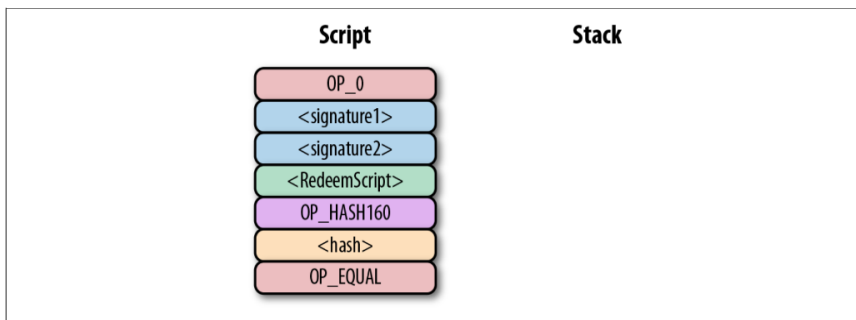 Script Stack
OP_0
<signature1>
<signature2>
<RedeemScript>
OP_HASH160
<hash>
OP_EQUAL